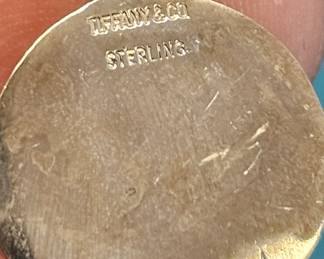 TIFFANY & CO.
STERLING.